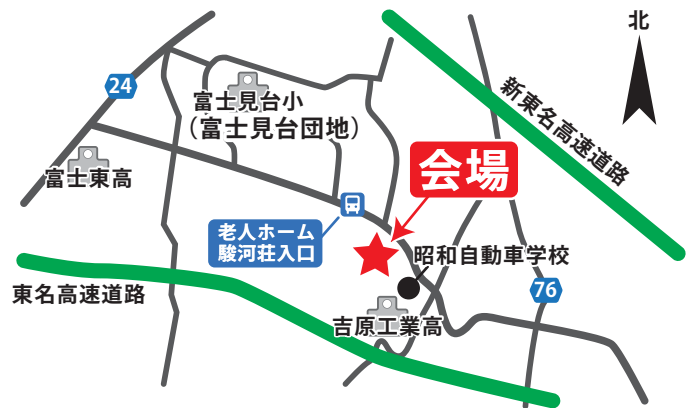 北
24
富士見台小
（富士見台団地）
新東名高速道路
会場
富士東高
老人ホーム
駿河荘入口
昭和自動車学校
東名高速道路
76
吉原工業高